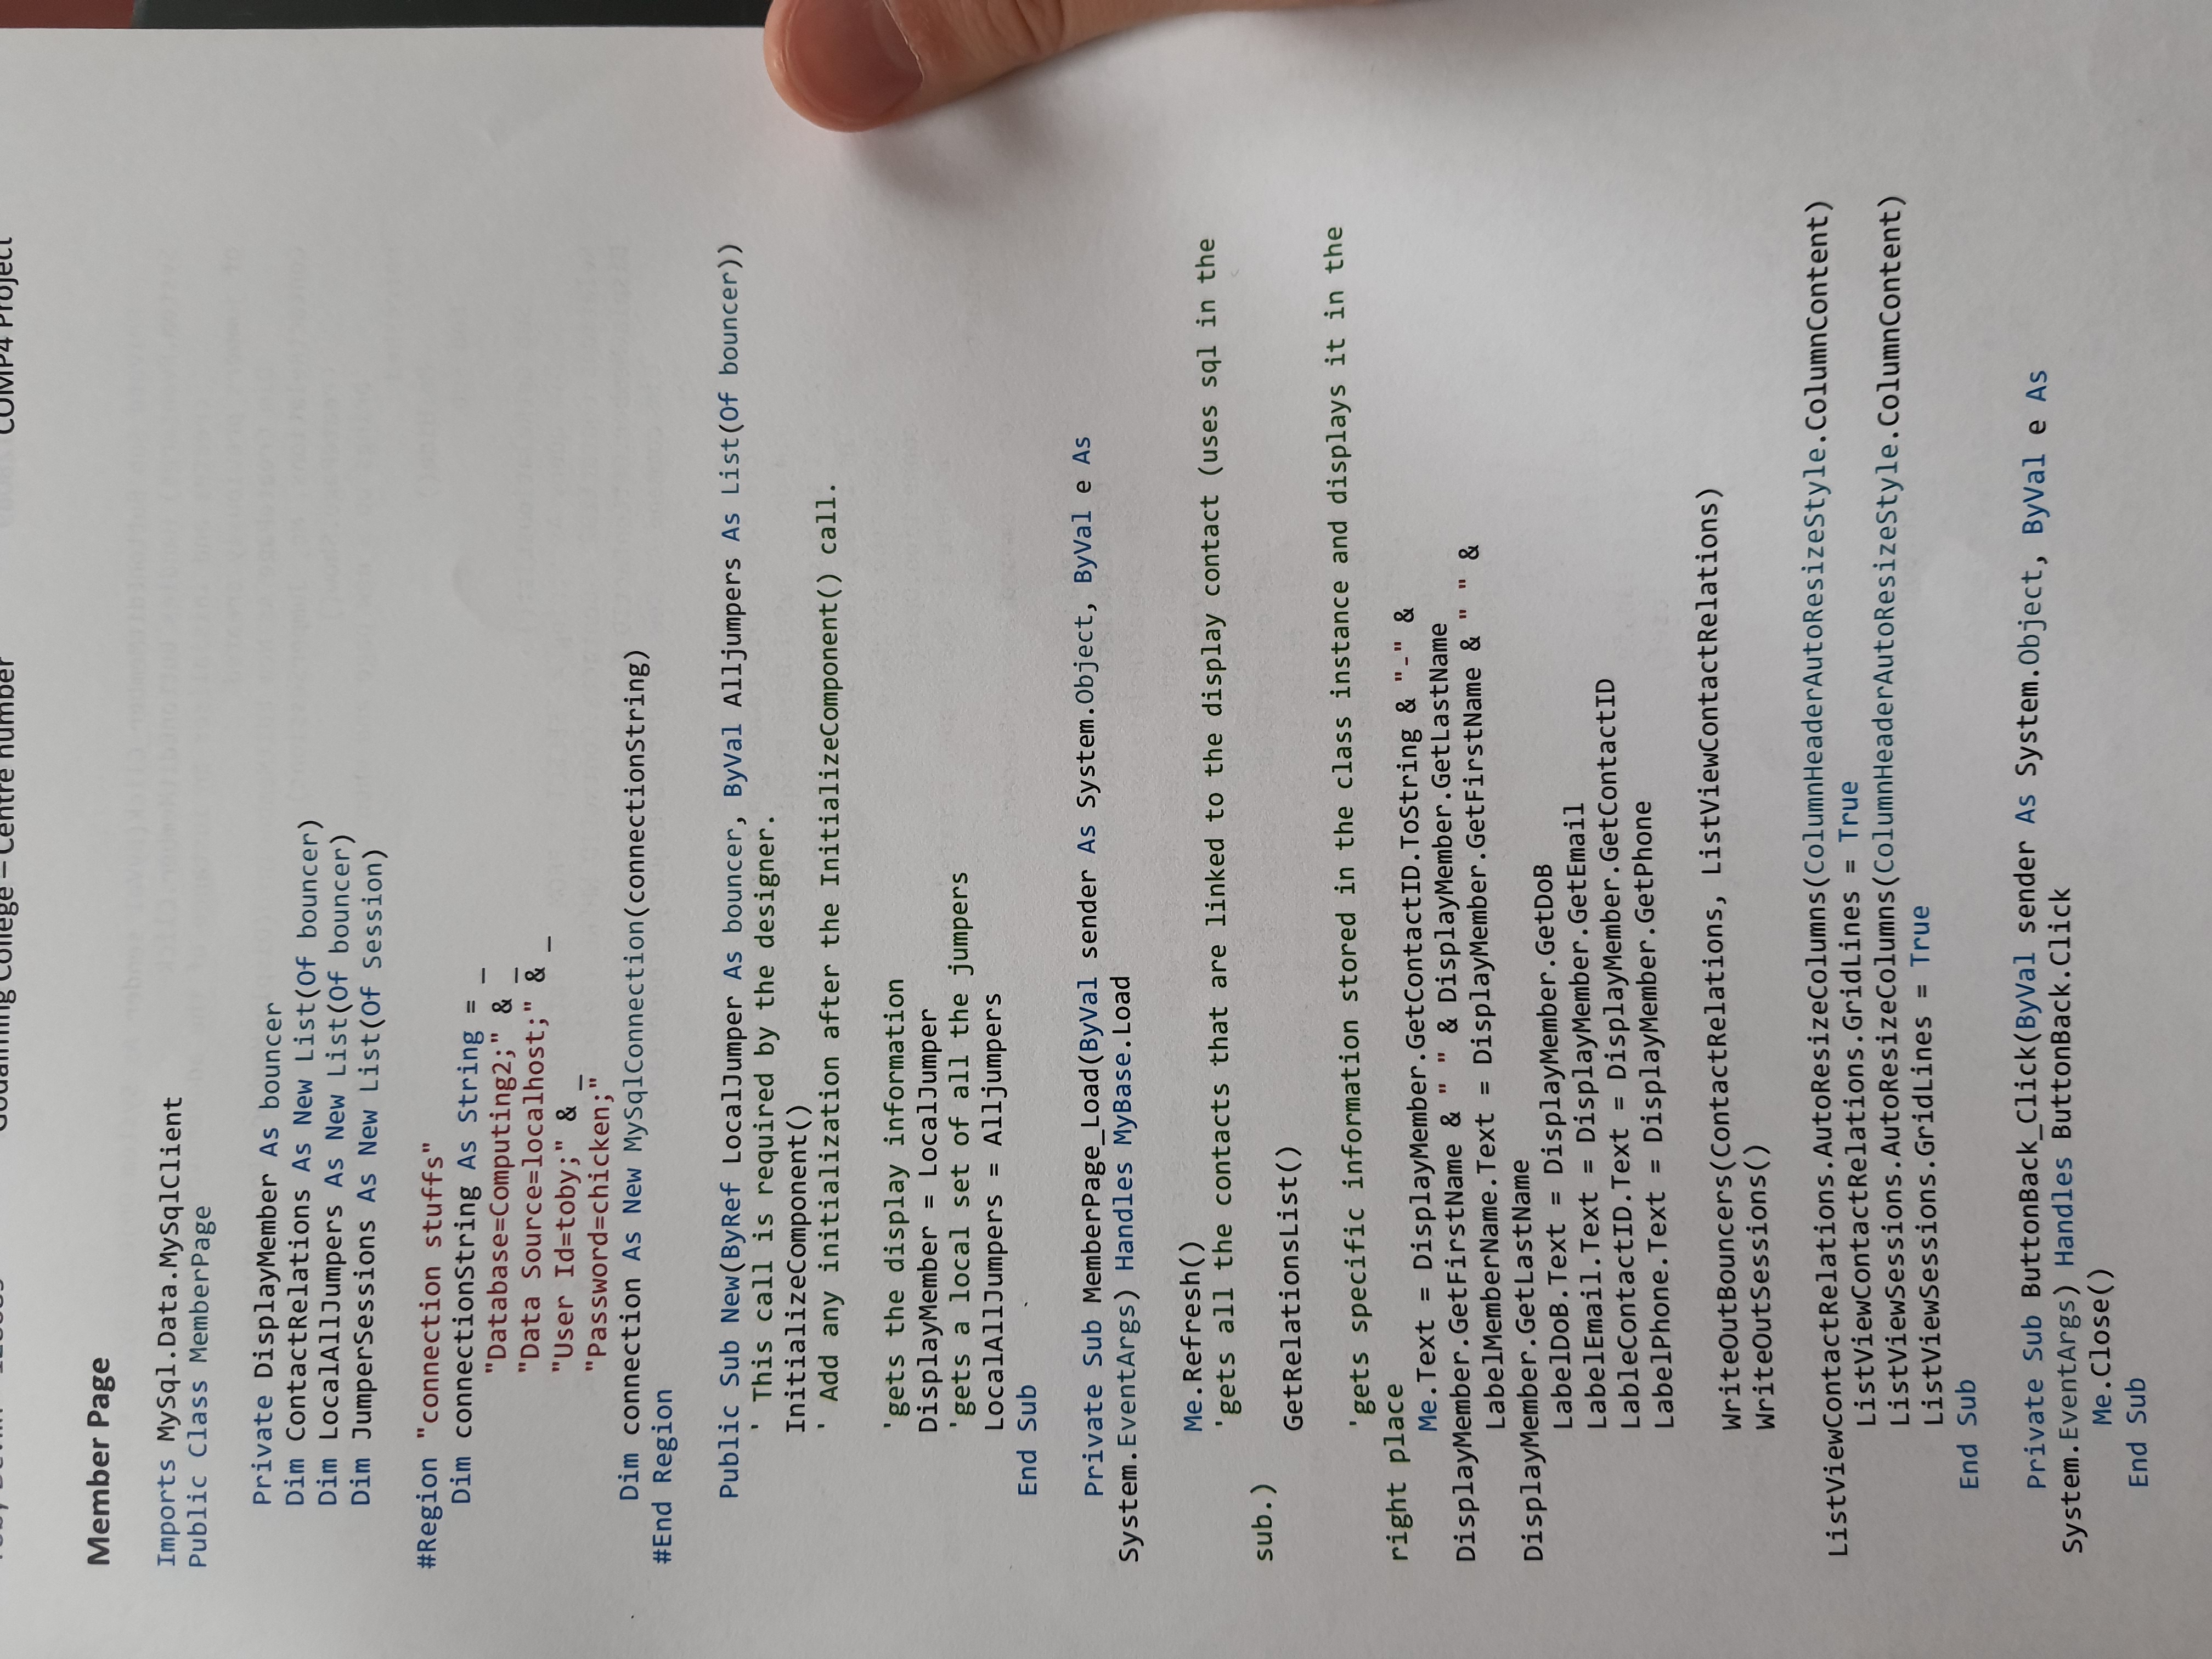 College – Centre number COMP4 Project
Member Page
Imports MySql.Data.MySqlClient
Public Class MemberPage
Private DisplayMember As bouncer
Dim ContactRelations As New List(Of bouncer)
Dim LocalAllJumpers As New List(Of bouncer)
Dim JumperSessions As New List(Of Session)
#Region "connection stuffs"
Dim connectionString As String = _
"Database=Computing2;" & _
"Data Source=localhost;" & _
"User Id=toby;" & _
"Password=chicken;"
Dim connection As New MySqlConnection(connectionString)
#End Region
Public Sub New(ByRef LocalJumper As bouncer, ByVal Alljumpers As List(Of bouncer))
' This call is required by the designer.
InitializeComponent()
' Add any initialization after the InitializeComponent() call.
'gets the display information
DisplayMember = LocalJumper
'gets a local set of all the jumpers
LocalAllJumpers = Alljumpers
End Sub
Private Sub MemberPage_Load(ByVal sender As System.Object, ByVal e As
System.EventArgs) Handles MyBase.Load
Me.Refresh()
'gets all the contacts that are linked to the display contact (uses sql in the
sub.)
GetRelationsList()
'gets specific information stored in the class instance and displays it in the
right place
Me.Text = DisplayMember.GetContactID.ToString & "-" &
DisplayMember.GetFirstName & " " & DisplayMember.GetLastName
LabelMemberName.Text = DisplayMember.GetFirstName & " " &
DisplayMember.GetLastName
LabelDoB.Text = DisplayMember.GetDoB
LabelEmail.Text = DisplayMember.GetEmail
LableContactID.Text = DisplayMember.GetContactID
LabelPhone.Text = DisplayMember.GetPhone
WriteOutBouncers(ContactRelations, ListViewContactRelations)
WriteOutSessions()
ListViewContactRelations.AutoResizeColumns(ColumnHeaderAutoResizeStyle.ColumnContent)
ListViewContactRelations.GridLines = True
ListViewSessions.AutoResizeColumns(ColumnHeaderAutoResizeStyle.ColumnContent)
ListViewSessions.GridLines = True
End Sub
Private Sub ButtonBack_Click(ByVal sender As System.Object, ByVal e As
System.EventArgs) Handles ButtonBack.Click
Me.Close()
End Sub